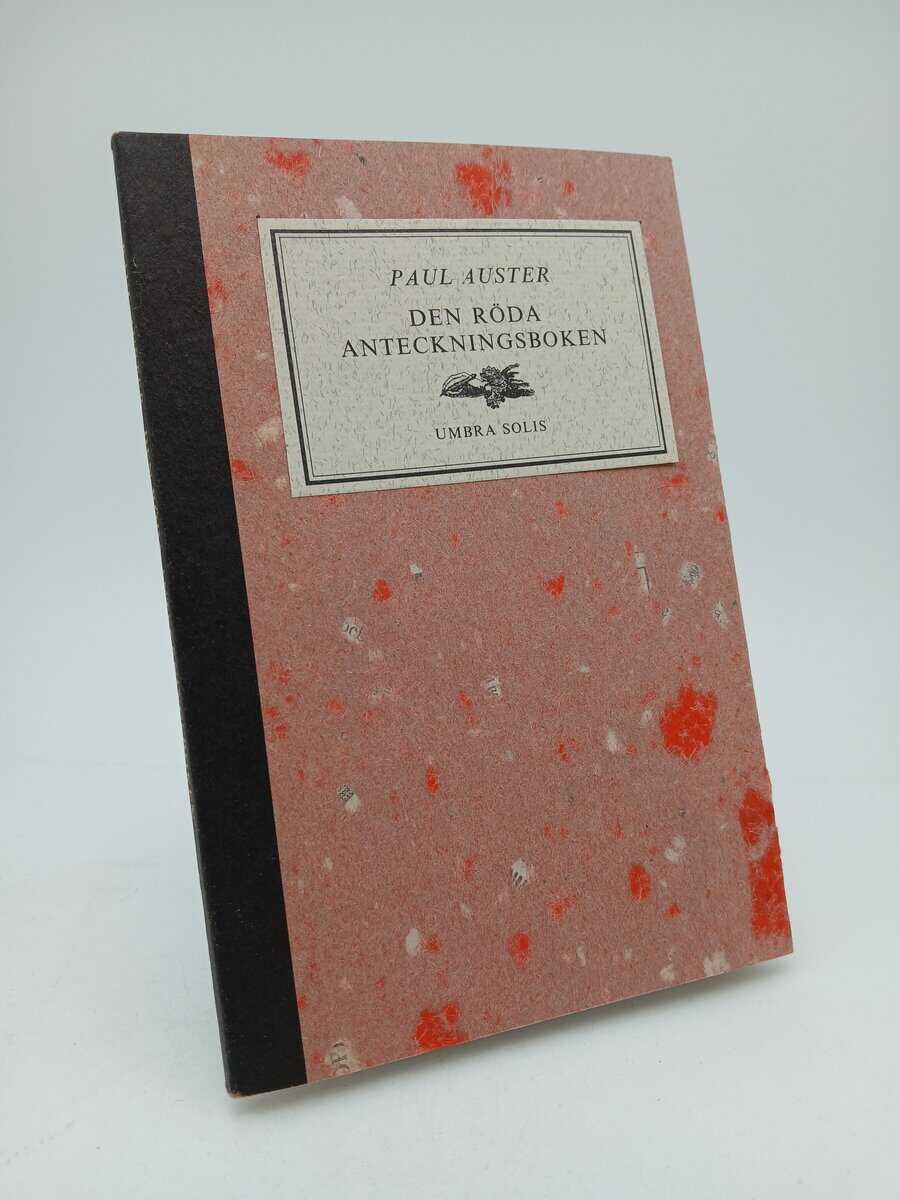 PAUL AUSTER
DEN RÖDA
ANTECKNINGSBOKEN
UMBRA SOLIS